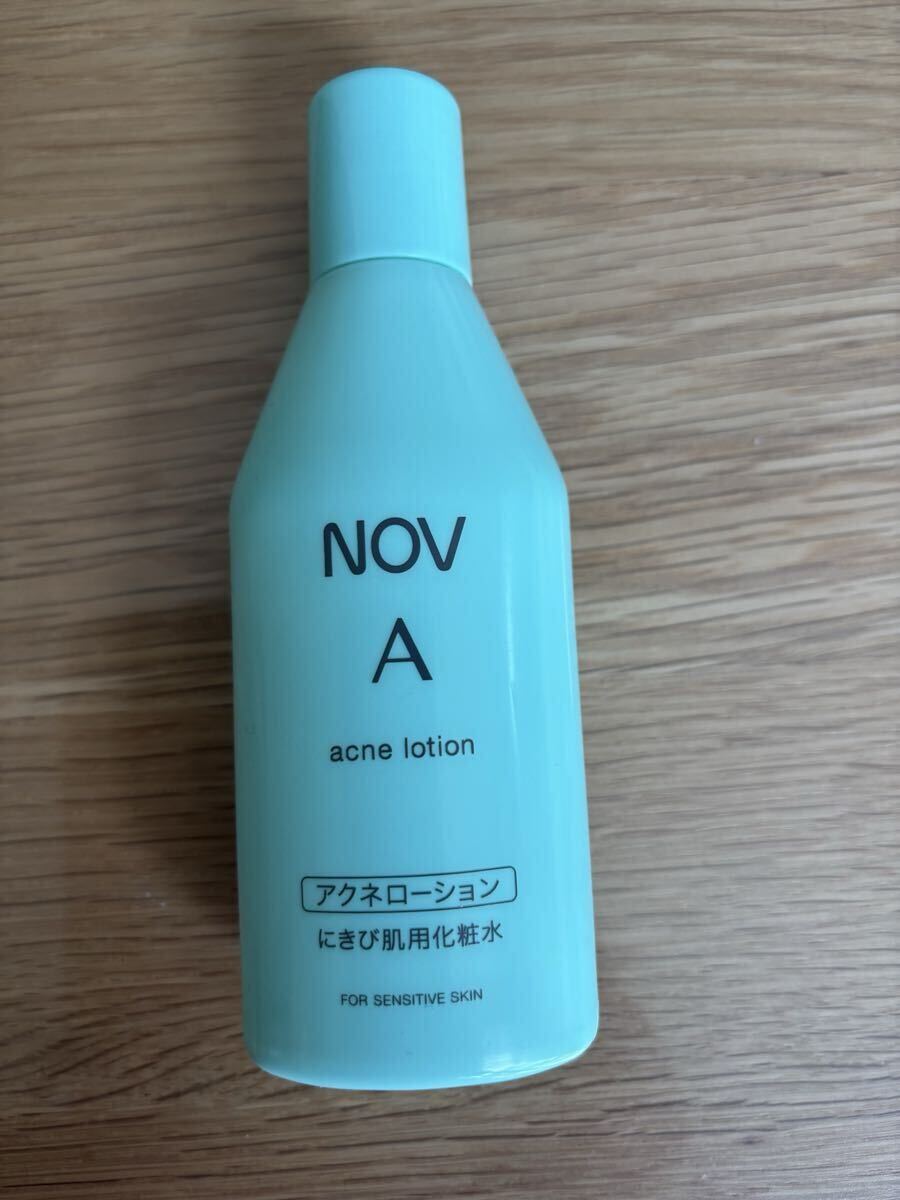 NOV
A
acne lotion
アクネローション
にきび肌用化粧水
FOR SENSITIVE SKIN